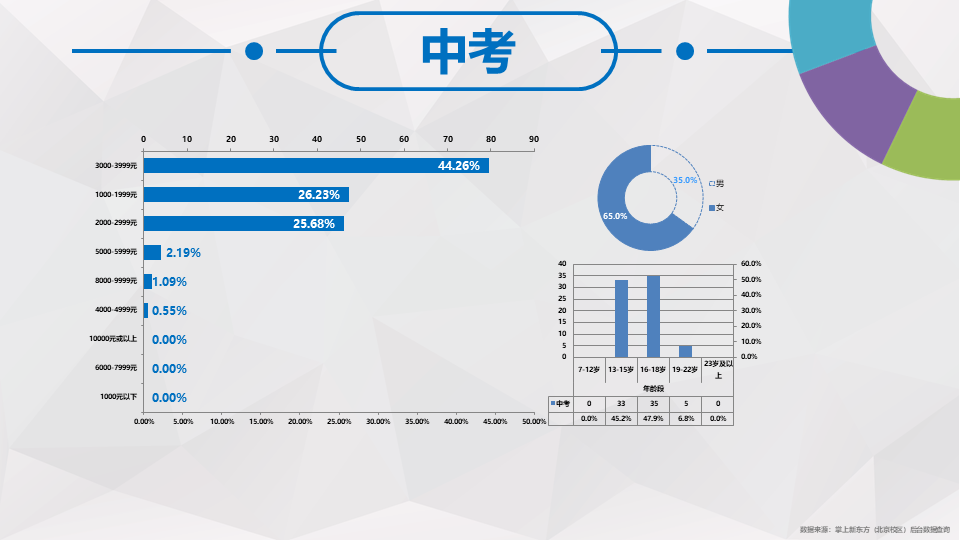 中考
0 10 20 30 40 50 60 70 80 90
3000-3999元 44.26%
1000-1999元 26.23%
2000-2999元 25.68%
5000-5999元 2.19%
8000-9999元 1.09%
4000-4999元 0.55%
10000元或以上 0.00%
6000-7999元 0.00%
1000元以下 0.00%
0.00% 5.00% 10.00% 15.00% 20.00% 25.00% 30.00% 35.00% 40.00% 45.00% 50.00%
35.0%
65.0%
男
女
40 60.0%
35 50.0%
30 40.0%
25 30.0%
20 20.0%
15 10.0%
10 0.0%
5
0
7-12岁 13-15岁 16-18岁 19-22岁 23岁及以
上
年龄段
中考 0 33 35 5 0
0.0% 45.2% 47.9% 6.8% 0.0%
数据来源：掌上新东方（北京校区）后台数据查询